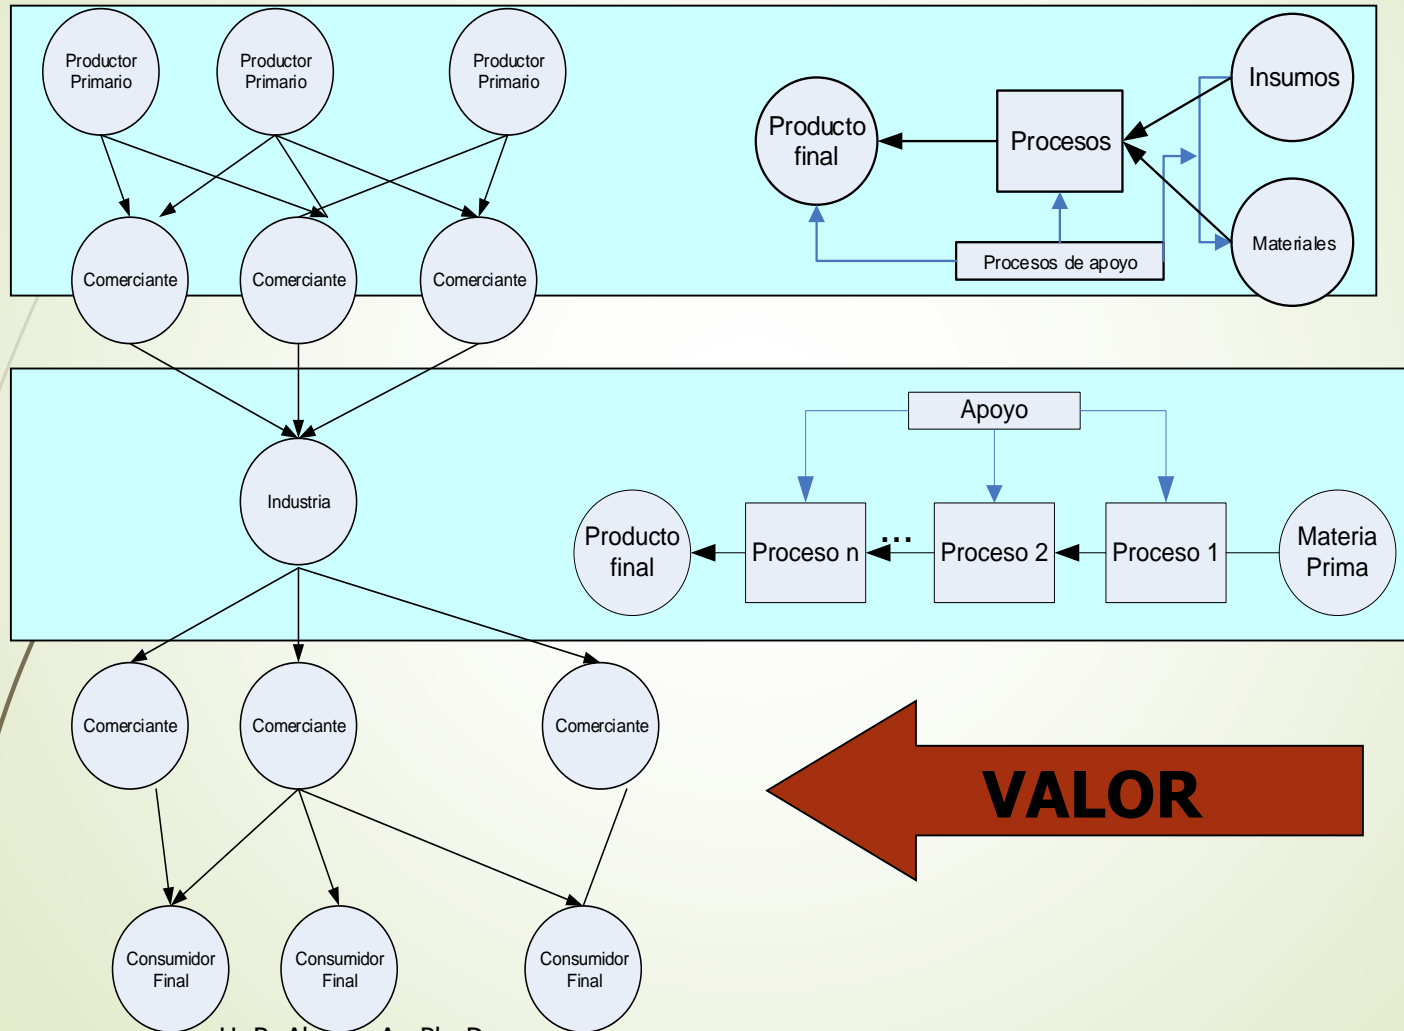 Productor
Primario
Productor
Primario
Productor
Primario
Insumos
Producto
final
Procesos
Materiales
Procesos de apoyo
Comerciante
Comerciante
Comerciante
Apoyo
Industria
Producto
final
Proceso n
...
Proceso 2
Proceso 1
Materia
Prima
Comerciante
Comerciante
Comerciante
VALOR
Consumidor
Final
Consumidor
Final
Consumidor
Final